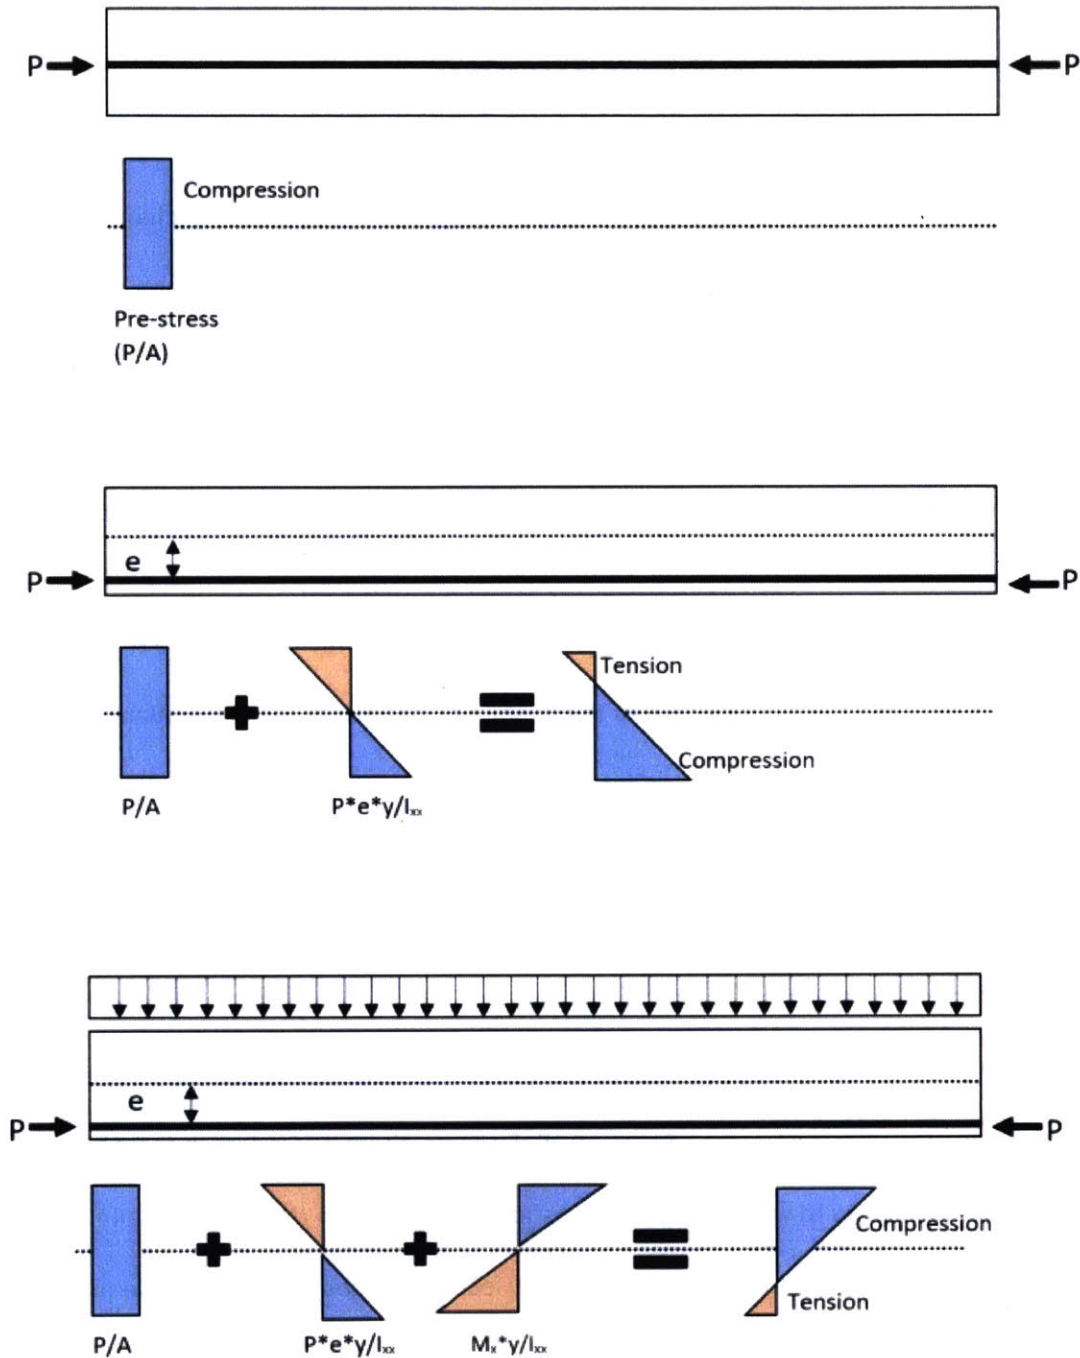 P P
Compression
Pre-stress
(P/A)
e
P P
Tension
Compression
P/A P*e*y/Iₓₓ
e
P P
Compression
Tension
P/A P*e*y/Iₓₓ Mₓ*y/Iₓₓ